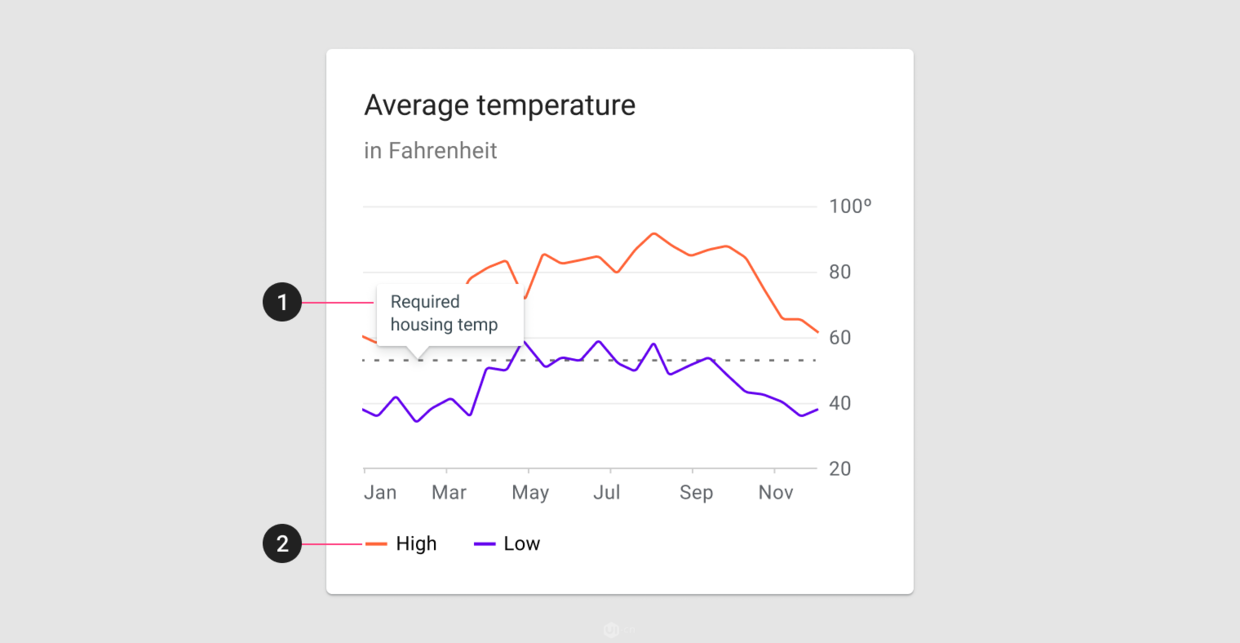 Average temperature
in Fahrenheit
100º
80
1
Required
housing temp
60
40
20
Jan Mar May Jul Sep Nov
2
High Low